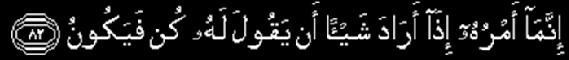 إِنَّمَآ أَمْرُهُۥٓ إِذَآ أَرَادَ شَيْـًٔا أَن يَقُولَ لَهُۥ كُن فَيَكُونُ ﴿٨٢﴾